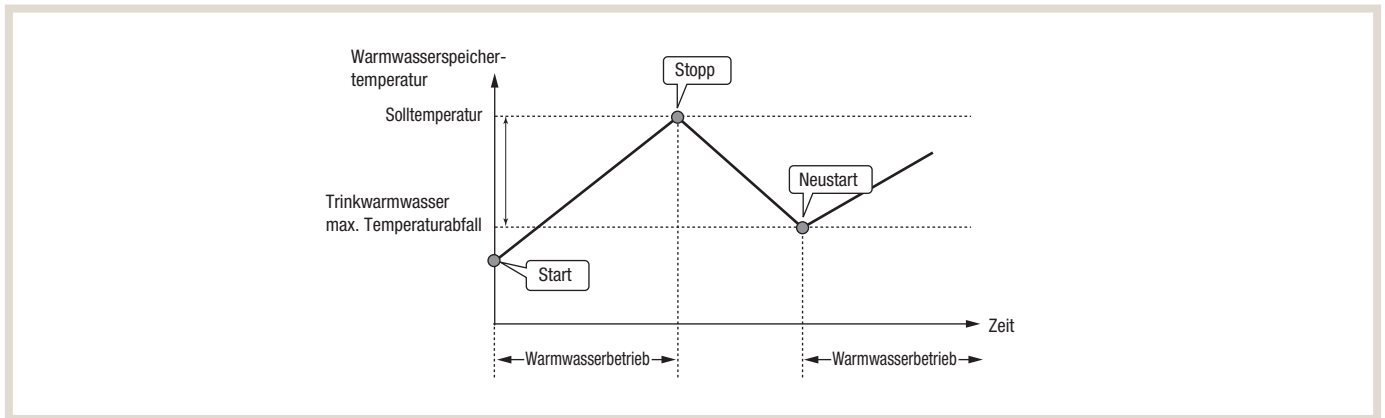 Warmwasserspeicher-
temperatur
Stopp
Solltemperatur
Neustart
Trinkwarmwasser
max. Temperaturabfall
Start
Zeit
Warmwasserbetrieb
Warmwasserbetrieb